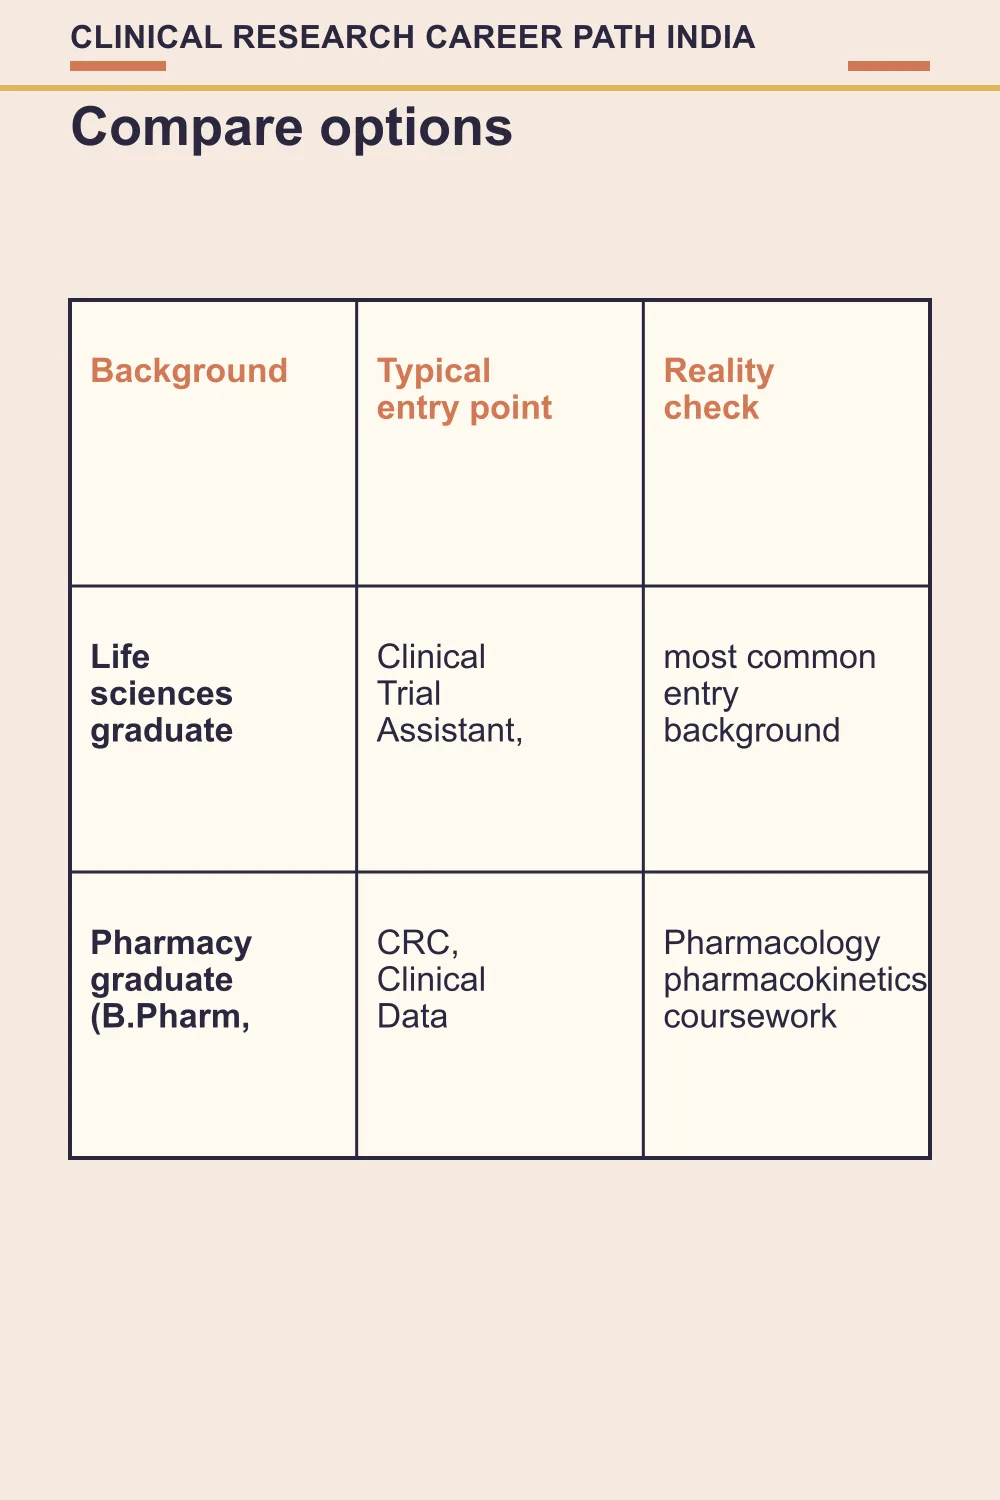 CLINICAL RESEARCH CAREER PATH INDIA
Compare options
Background
Typical
entry point
Reality
check
Life
sciences
graduate
Clinical
Trial
Assistant,
most common
entry
background
Pharmacy
graduate
(B.Pharm,
CRC,
Clinical
Data
Pharmacology
pharmacokinetics
coursework